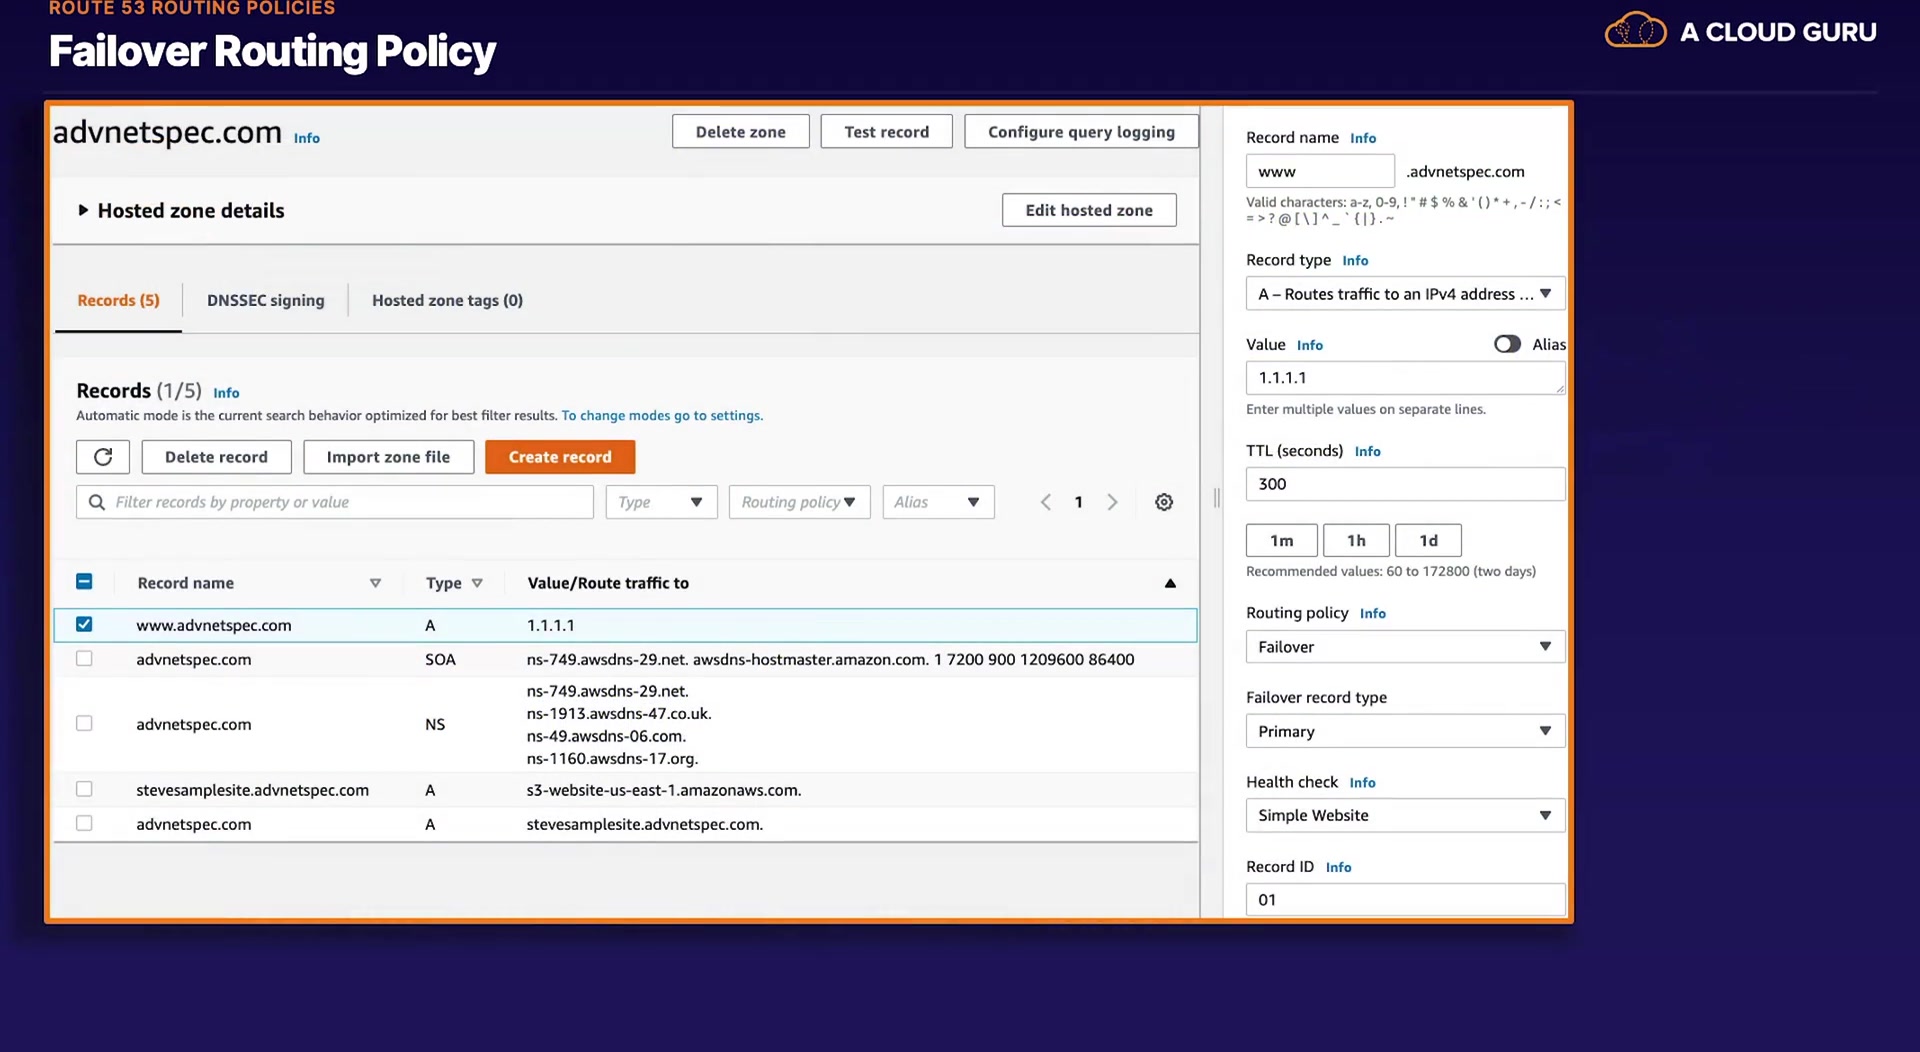 ROUTE 53 ROUTING POLICIES
Failover Routing Policy
A CLOUD GURU
advnetspec.com Info
Delete zone
Test record
Configure query logging
Hosted zone details
Edit hosted zone
Records (5)
DNSSEC signing
Hosted zone tags (0)
Records (1/5) Info
Automatic mode is the current search behavior optimized for best filter results. To change modes go to settings.
Delete record
Import zone file
Create record
Filter records by property or value
Type
Routing policy
Alias
1
Record name
Type
Value/Route traffic to
www.advnetspec.com A 1.1.1.1
advnetspec.com SOA ns-749.awsdns-29.net. awsdns-hostmaster.amazon.com. 1 7200 900 1209600 86400
ns-749.awsdns-29.net.
ns-1913.awsdns-47.co.uk.
advnetspec.com NS
ns-49.awsdns-06.com.
ns-1160.awsdns-17.org.
stevesamplesite.advnetspec.com A s3-website-us-east-1.amazonaws.com.
advnetspec.com A stevesamplesite.advnetspec.com.
Record name Info
www .advnetspec.com
Valid characters: a-z, 0-9, ! " # $ % & ' ( ) * + , - / : ; <
= > ? @ [ \ ] ^ _ ` { | } . ~
Record type Info
A – Routes traffic to an IPv4 address ...
Value Info
Alias
1.1.1.1
Enter multiple values on separate lines.
TTL (seconds) Info
300
1m
1h
1d
Recommended values: 60 to 172800 (two days)
Routing policy Info
Failover
Failover record type
Primary
Health check Info
Simple Website
Record ID Info
01